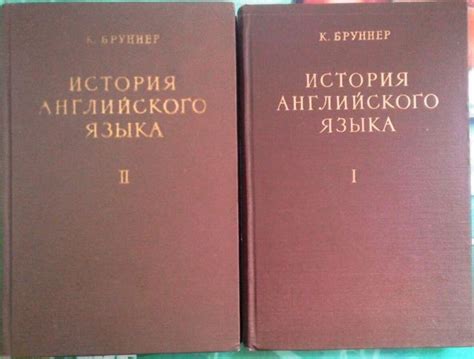 К. БРУННЕР
ИСТОРИЯ
АНГЛИЙСКОГО
ЯЗЫКА
II
К. БРУННЕР
ИСТОРИЯ
АНГЛИЙСКОГО
ЯЗЫКА
I